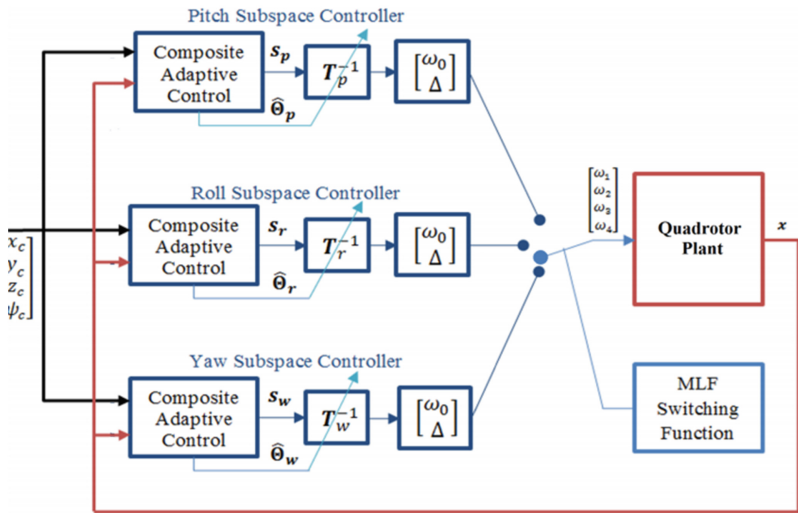 Pitch Subspace Controller
Composite
Adaptive
Control
s_p
T_p^{-1}
[ω_0
Δ]
Θ̂_p
Roll Subspace Controller
Composite
Adaptive
Control
s_r
T_r^{-1}
[ω_0
Δ]
Θ̂_r
Yaw Subspace Controller
Composite
Adaptive
Control
s_w
T_w^{-1}
[ω_0
Δ]
Θ̂_w
x_c
y_c
z_c
ψ_c]
[ω_1
ω_2
ω_3
ω_4]
Quadrotor
Plant
x
MLF
Switching
Function